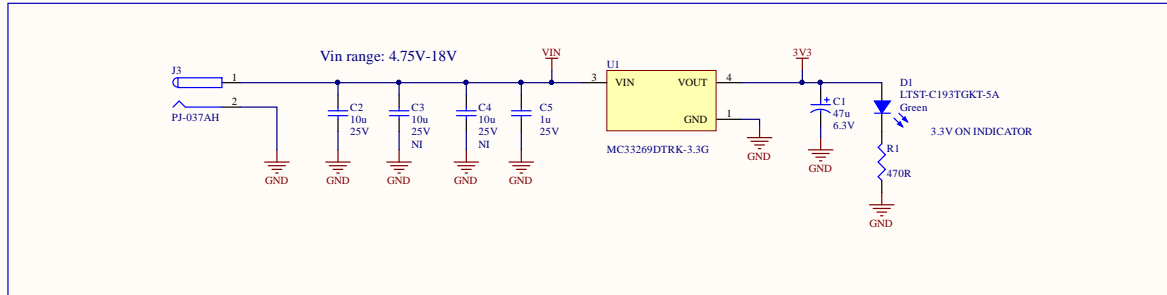 Vin range: 4.75V-18V
VIN
3V3
J3
1
2
PJ-037AH
GND
C2
10u
25V
GND
C3
10u
25V
NI
GND
C4
10u
25V
NI
GND
C5
1u
25V
GND
U1
3
VIN
VOUT
4
GND
1
MC33269DTRK-3.3G
GND
C1
47u
6.3V
GND
D1
LTST-C193TGKT-5A
Green
3.3V ON INDICATOR
R1
470R
GND